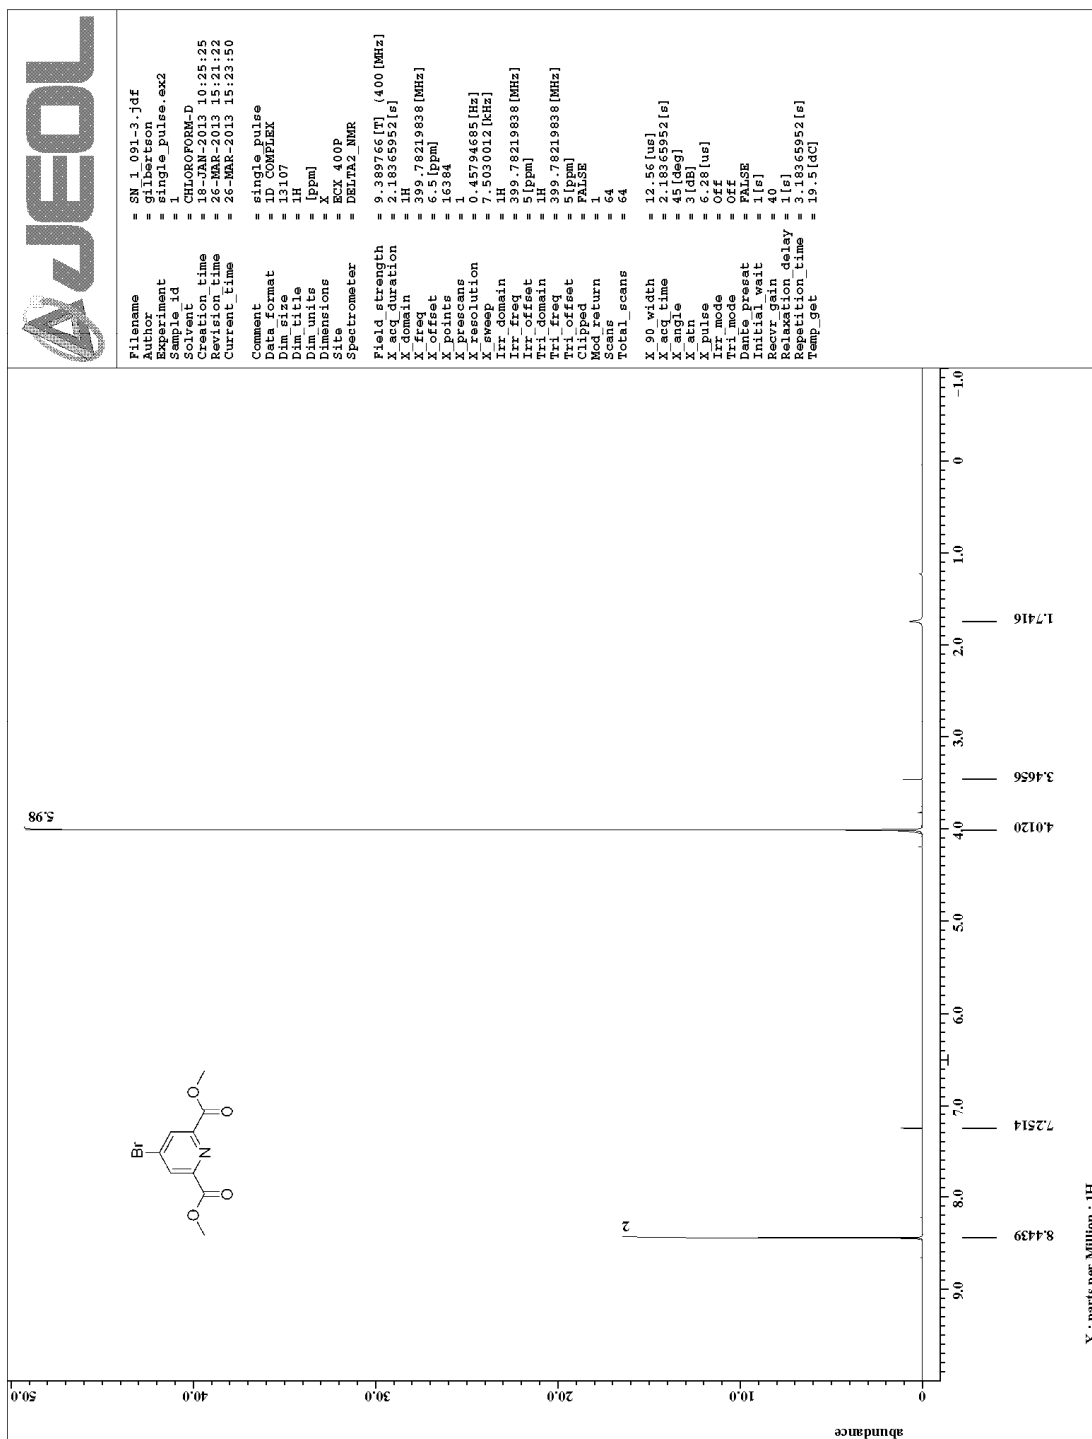 JEOL
Filename = SN_1_091-3.jdf
Author = gilbertson
Experiment = single_pulse.ex2
Sample_id = 1
Solvent = CHLOROFORM-D
Creation_time = 18-JAN-2013 10:25:25
Revision_time = 26-MAR-2013 15:21:22
Current_time = 26-MAR-2013 15:23:50
Comment = single_pulse
Data_format = 1D COMPLEX
Dim_size = 13107
Dim_title = 1H
Dim_units = [ppm]
Dimensions = X
Site = ECX 400P
Spectrometer = DELTA2_NMR
Field_strength = 9.389766[T] (400[MHz]
X_acq_duration = 2.18365952[s]
X_domain = 1H
X_freq = 399.78219838[MHz]
X_offset = 6.5[ppm]
X_points = 16384
X_prescans = 1
X_resolution = 0.45794685[Hz]
X_sweep = 7.5030012[kHz]
Irr_domain = 1H
Irr_freq = 399.78219838[MHz]
Irr_offset = 5[ppm]
Tri_domain = 1H
Tri_freq = 399.78219838[MHz]
Tri_offset = 5[ppm]
Clipped = FALSE
Mod_return = 1
Scans = 64
Total_scans = 64
X_90_width = 12.56[us]
X_acq_time = 2.18365952[s]
X_angle = 45[deg]
X_atn = 3[dB]
X_pulse = 6.28[us]
Irr_mode = Off
Tri_mode = Off
Dante_presat = FALSE
Initial_wait = 1[s]
Recvr_gain = 40
Relaxation_delay = 1[s]
Repetition_time = 3.18365952[s]
Temp_get = 19.5[dC]
abundance
50.0
40.0
30.0
20.0
10.0
0
5.98
2
Br
N
O
O
O
O
9.0 8.0 7.0 6.0 5.0 4.0 3.0 2.0 1.0 0 -1.0
8.4439 7.2514 4.0120 3.4656 1.7416
X : parts per Million : 1H